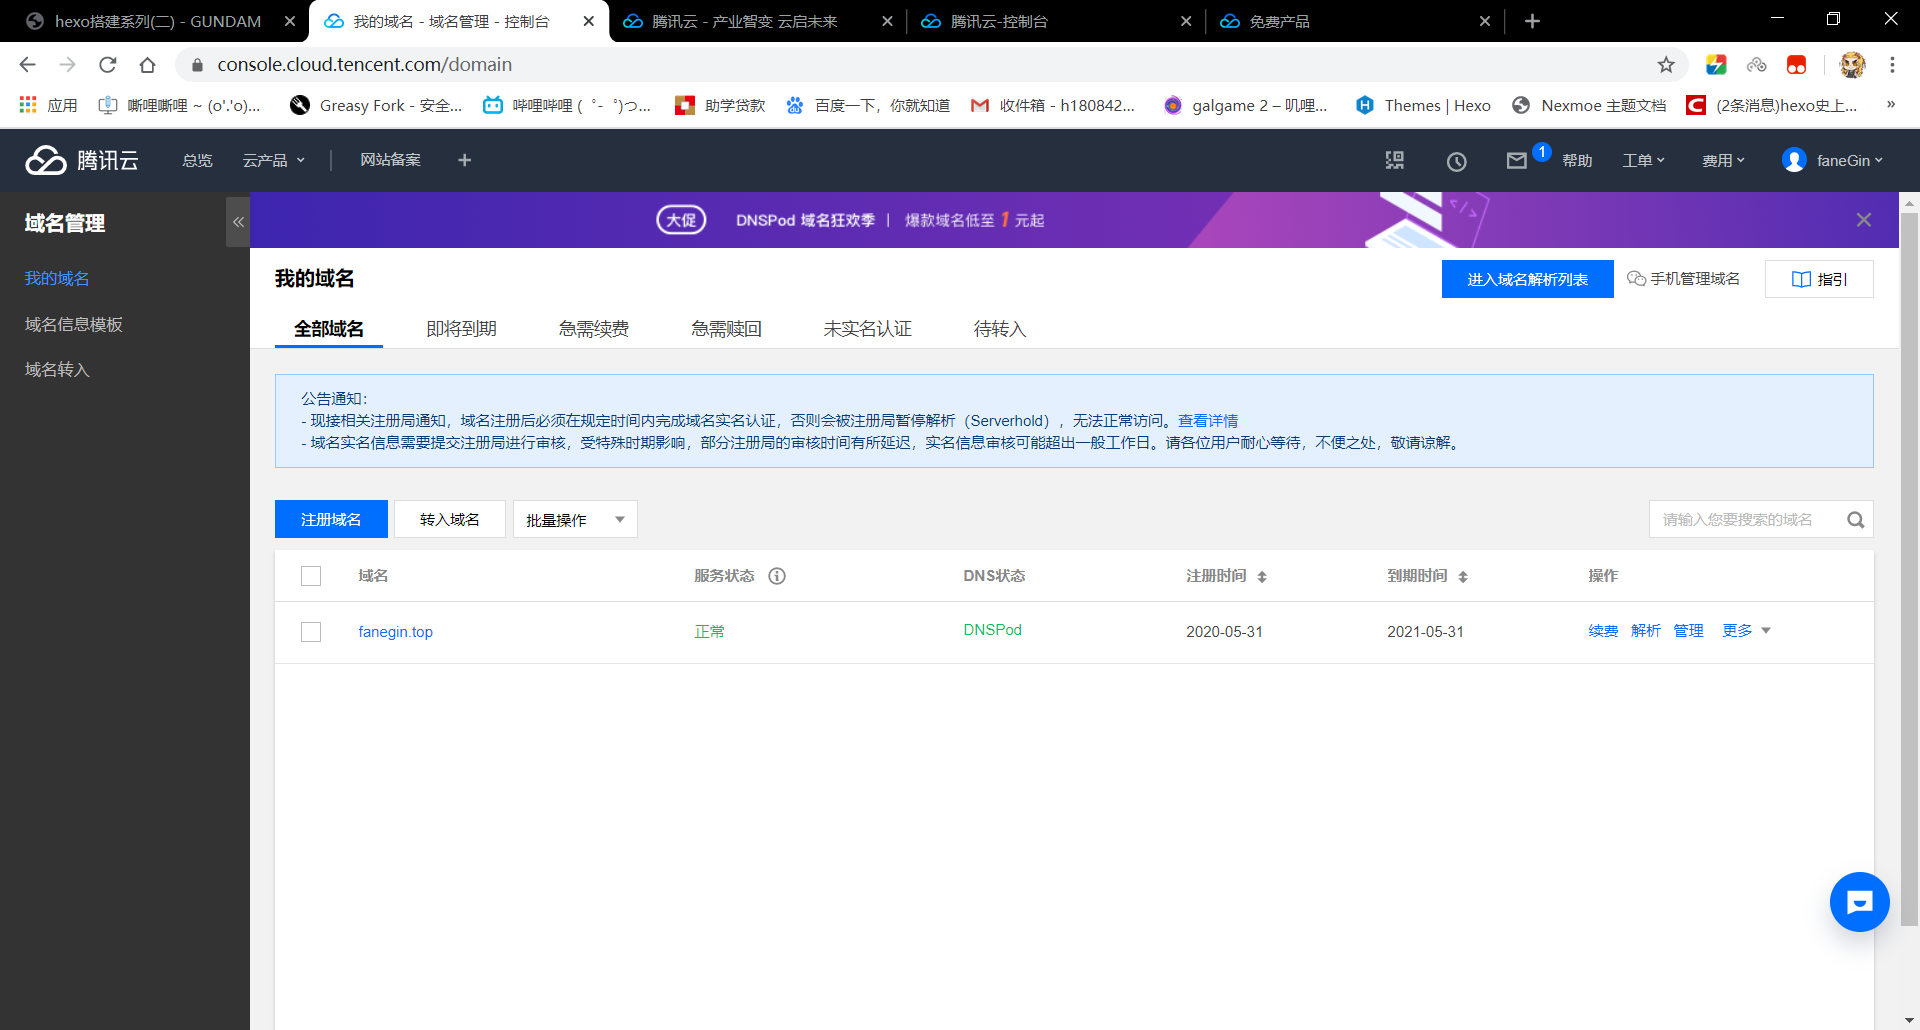 hexo搭建系列(二) - GUNDAM
我的域名 - 域名管理 - 控制台
腾讯云 - 产业智变 云启未来
腾讯云-控制台
免费产品
console.cloud.tencent.com/domain
应用
嘶哩嘶哩 ~ (o'.'o)...
Greasy Fork - 安全...
哔哩哔哩 ( ゜- ゜)つ...
助学贷款
百度一下，你就知道
收件箱 - h180842...
galgame 2 – 叽哩...
Themes | Hexo
Nexmoe 主题文档
(2条消息)hexo史上...
»
腾讯云
总览
云产品
网站备案
1
帮助
工单
费用
faneGin
域名管理
我的域名
域名信息模板
域名转入
大促 DNSPod 域名狂欢季 | 爆款域名低至 1 元起
</>
我的域名
进入域名解析列表
手机管理域名
指引
全部域名
即将到期
急需续费
急需赎回
未实名认证
待转入
公告通知：
- 现接相关注册局通知，域名注册后必须在规定时间内完成域名实名认证，否则会被注册局暂停解析（Serverhold），无法正常访问。查看详情
- 域名实名信息需要提交注册局进行审核，受特殊时期影响，部分注册局的审核时间有所延迟，实名信息审核可能超出一般工作日。请各位用户耐心等待，不便之处，敬请谅解。
注册域名
转入域名
批量操作
请输入您要搜索的域名
域名 服务状态 DNS状态 注册时间 到期时间 操作
fanegin.top 正常 DNSPod 2020-05-31 2021-05-31 续费 解析 管理 更多